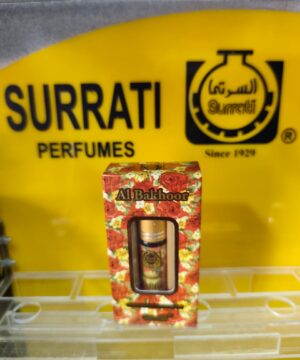 SURRATI
PERFUMES
السرتي
Surrati
®
Since 1929
Al Bakhoor